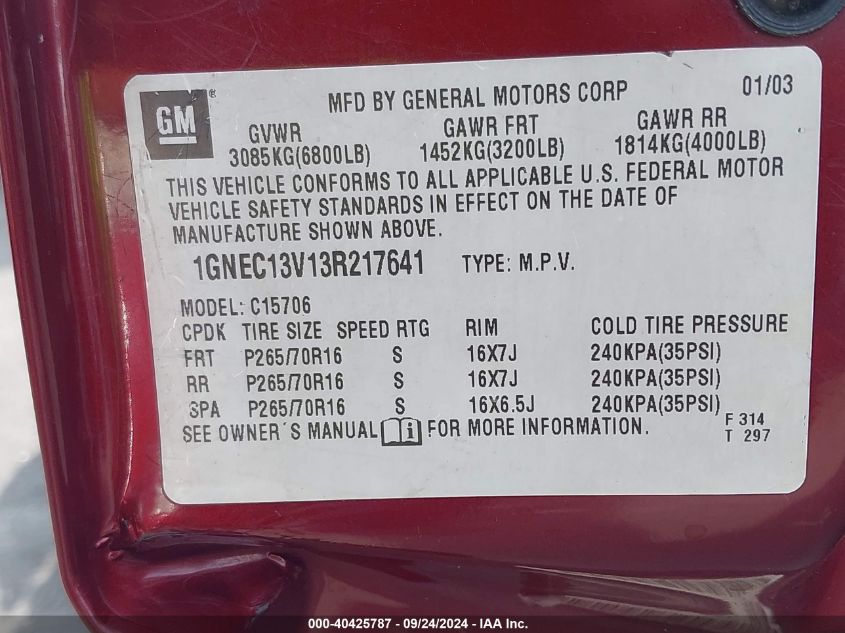 GM ®
MFD BY GENERAL MOTORS CORP 01/03
GVWR GAWR FRT GAWR RR
3085KG(6800LB) 1452KG(3200LB) 1814KG(4000LB)
THIS VEHICLE CONFORMS TO ALL APPLICABLE U.S. FEDERAL MOTOR
VEHICLE SAFETY STANDARDS IN EFFECT ON THE DATE OF
MANUFACTURE SHOWN ABOVE.
1GNEC13V13R217641 TYPE: M.P.V.
MODEL: C15706
CPDK TIRE SIZE SPEED RTG RIM COLD TIRE PRESSURE
FRT P265/70R16 S 16X7J 240KPA(35PSI)
RR P265/70R16 S 16X7J 240KPA(35PSI)
SPA P265/70R16 S 16X6.5J 240KPA(35PSI)
SEE OWNER´S MANUAL i FOR MORE INFORMATION.
F 314
T 297
000-40425787 - 09/24/2024 - IAA Inc.